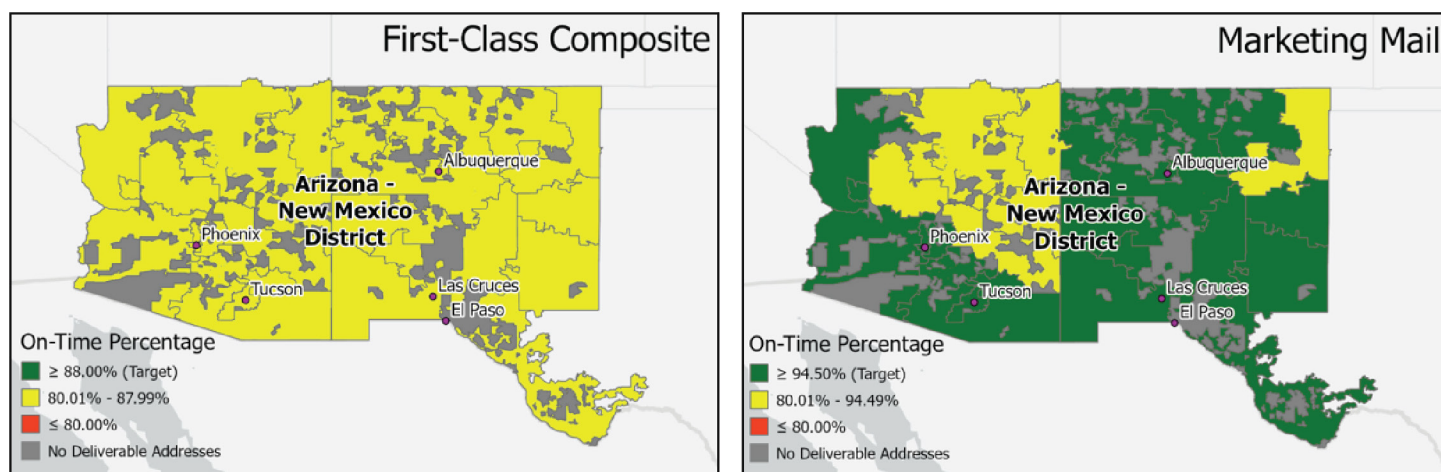 First-Class Composite
Albuquerque
Arizona -
New Mexico
District
Phoenix
Tucson
Las Cruces
El Paso
On-Time Percentage
≥ 88.00% (Target)
80.01% - 87.99%
≤ 80.00%
No Deliverable Addresses
Marketing Mail
Albuquerque
Arizona -
New Mexico
District
Phoenix
Tucson
Las Cruces
El Paso
On-Time Percentage
≥ 94.50% (Target)
80.01% - 94.49%
≤ 80.00%
No Deliverable Addresses